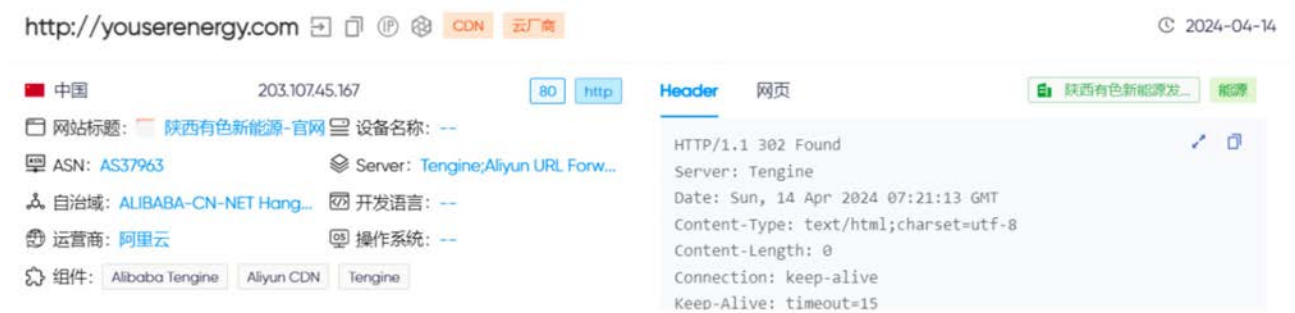 http://youserenergy.com CDN 云厂商 2024-04-14
中国 203.107.45.167 80 http
网站标题: 陕西有色新能源-官网 设备名称: --
ASN: AS37963 Server: Tengine;Aliyun URL Forw...
自治域: ALIBABA-CN-NET Hang... 开发语言: --
运营商: 阿里云 操作系统: --
组件: Alibaba Tengine Aliyun CDN Tengine
Header 网页 陕西有色新能源发... 能源
HTTP/1.1 302 Found
Server: Tengine
Date: Sun, 14 Apr 2024 07:21:13 GMT
Content-Type: text/html;charset=utf-8
Content-Length: 0
Connection: keep-alive
Keep-Alive: timeout=15